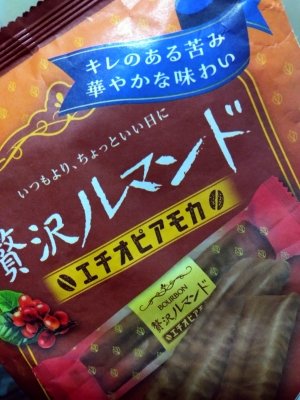 キレのある苦み
華やかな味わい
いつもより、ちょっといい日に
贅沢ルマンド
エチオピアモカ
BOURBON
贅沢ルマンド
エチオピアモカ